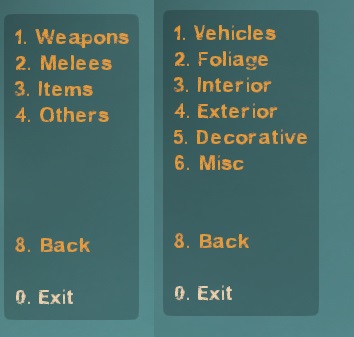 1. Weapons
2. Melees
3. Items
4. Others
8. Back
0. Exit
1. Vehicles
2. Foliage
3. Interior
4. Exterior
5. Decorative
6. Misc
8. Back
0. Exit